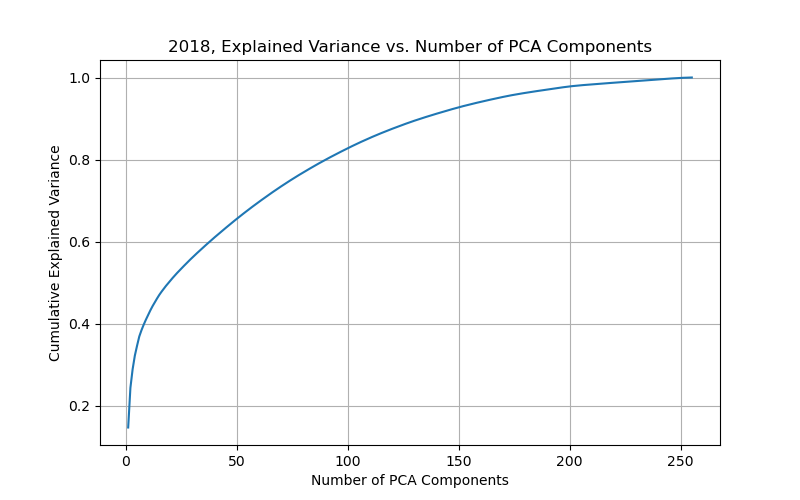 2018, Explained Variance vs. Number of PCA Components
Cumulative Explained Variance
1.0
0.8
0.6
0.4
0.2
0 50 100 150 200 250
Number of PCA Components